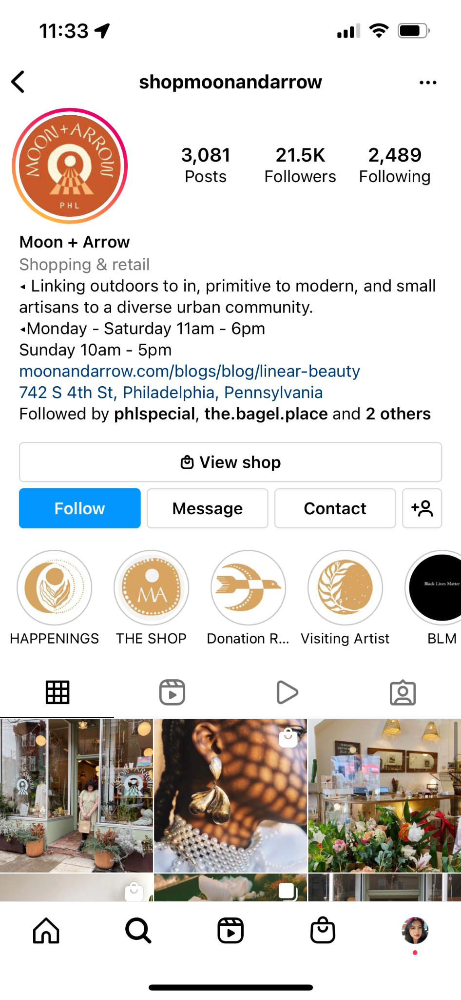 11:33
shopmoonandarrow
MOON + ARROW
PHL
3,081 21.5K 2,489
Posts Followers Following
Moon + Arrow
Shopping & retail
◂ Linking outdoors to in, primitive to modern, and small
artisans to a diverse urban community.
◂Monday - Saturday 11am - 6pm
Sunday 10am - 5pm
moonandarrow.com/blogs/blog/linear-beauty
742 S 4th St, Philadelphia, Pennsylvania
Followed by phlspecial, the.bagel.place and 2 others
View shop
Follow Message Contact
MA
Black Lives Matter
HAPPENINGS THE SHOP Donation R... Visiting Artist BLM
MOON + ARROW
MOON + ARROW
FEBRUARY
VISITING